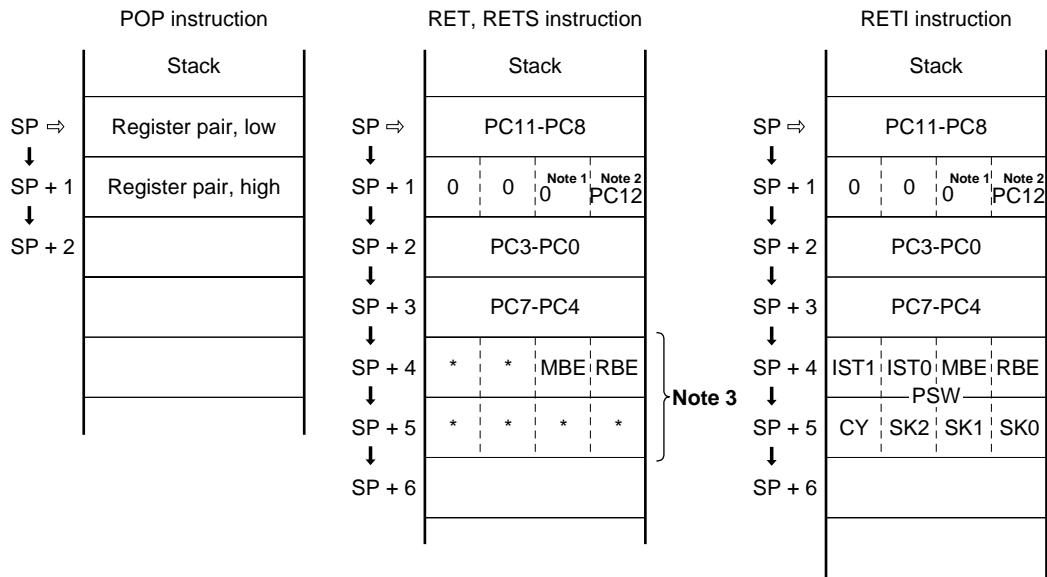 POP instruction
Stack
SP ⇨ Register pair, low
SP + 1 Register pair, high
SP + 2
RET, RETS instruction
Stack
SP ⇨ PC11-PC8
SP + 1 0 0 0 Note 1 PC12 Note 2
SP + 2 PC3-PC0
SP + 3 PC7-PC4
SP + 4 * * MBE RBE
SP + 5 * * * *
Note 3
SP + 6
RETI instruction
Stack
SP ⇨ PC11-PC8
SP + 1 0 0 0 Note 1 PC12 Note 2
SP + 2 PC3-PC0
SP + 3 PC7-PC4
SP + 4 IST1 IST0 MBE RBE
PSW
SP + 5 CY SK2 SK1 SK0
SP + 6